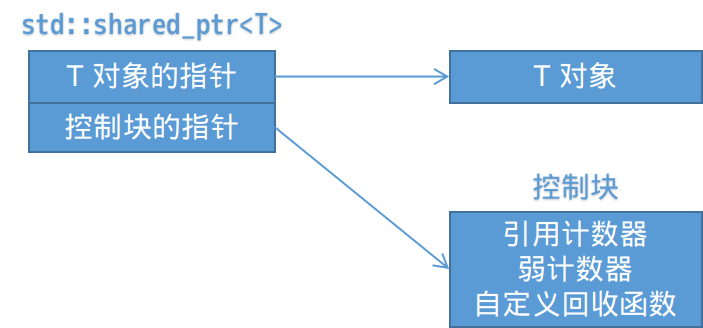 std::shared_ptr<T>
T 对象的指针
T 对象
控制块的指针
控制块
引用计数器
弱计数器
自定义回收函数